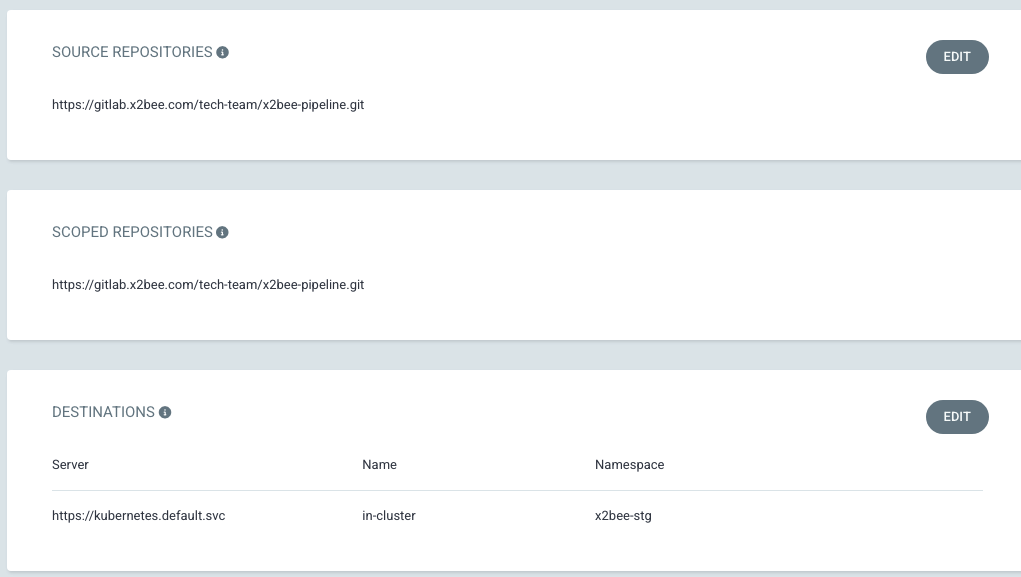 SOURCE REPOSITORIES
EDIT
https://gitlab.x2bee.com/tech-team/x2bee-pipeline.git
SCOPED REPOSITORIES
https://gitlab.x2bee.com/tech-team/x2bee-pipeline.git
DESTINATIONS
EDIT
Server Name Namespace
https://kubernetes.default.svc in-cluster x2bee-stg